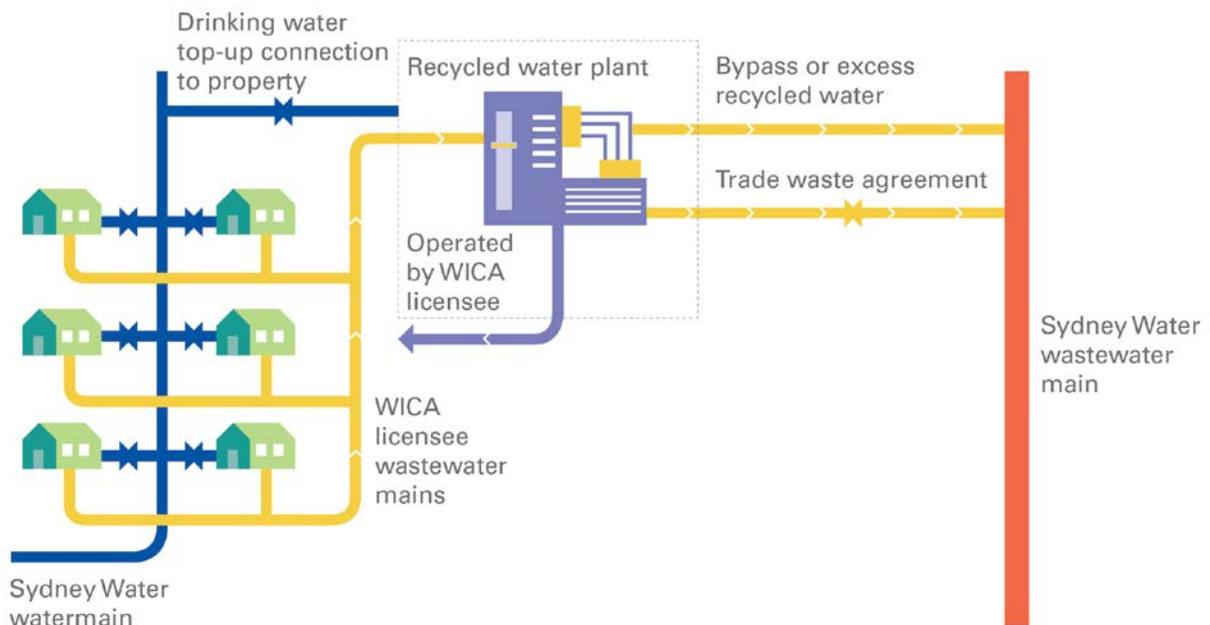 Drinking water
top-up connection
to property
Recycled water plant
Bypass or excess
recycled water
Trade waste agreement
Operated
by WICA
licensee
Sydney Water
wastewater
main
WICA
licensee
wastewater
mains
Sydney Water
watermain